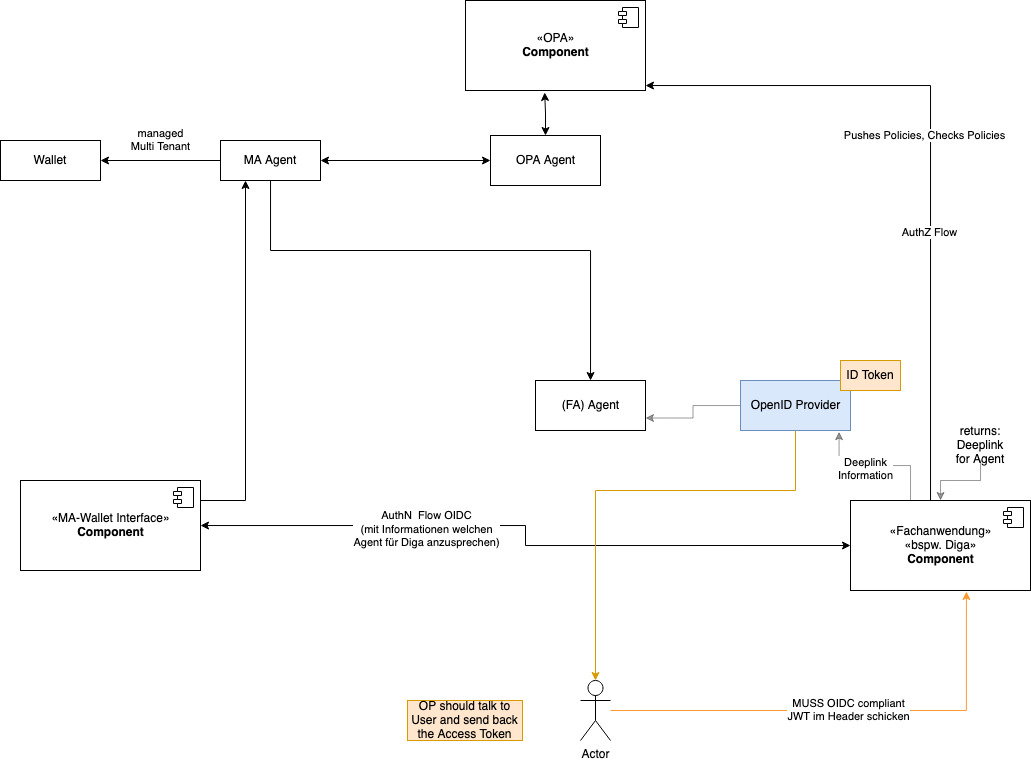 «OPA»
Component
managed
Multi Tenant
Wallet
MA Agent
OPA Agent
Pushes Policies, Checks Policies
AuthZ Flow
ID Token
(FA) Agent
OpenID Provider
returns:
Deeplink
for Agent
Deeplink
Information
«MA-Wallet Interface»
Component
AuthN  Flow OIDC
(mit Informationen welchen
Agent für Diga anzusprechen)
«Fachanwendung»
«bspw. Diga»
Component
OP should talk to
User and send back
the Access Token
MUSS OIDC compliant
JWT im Header schicken
Actor